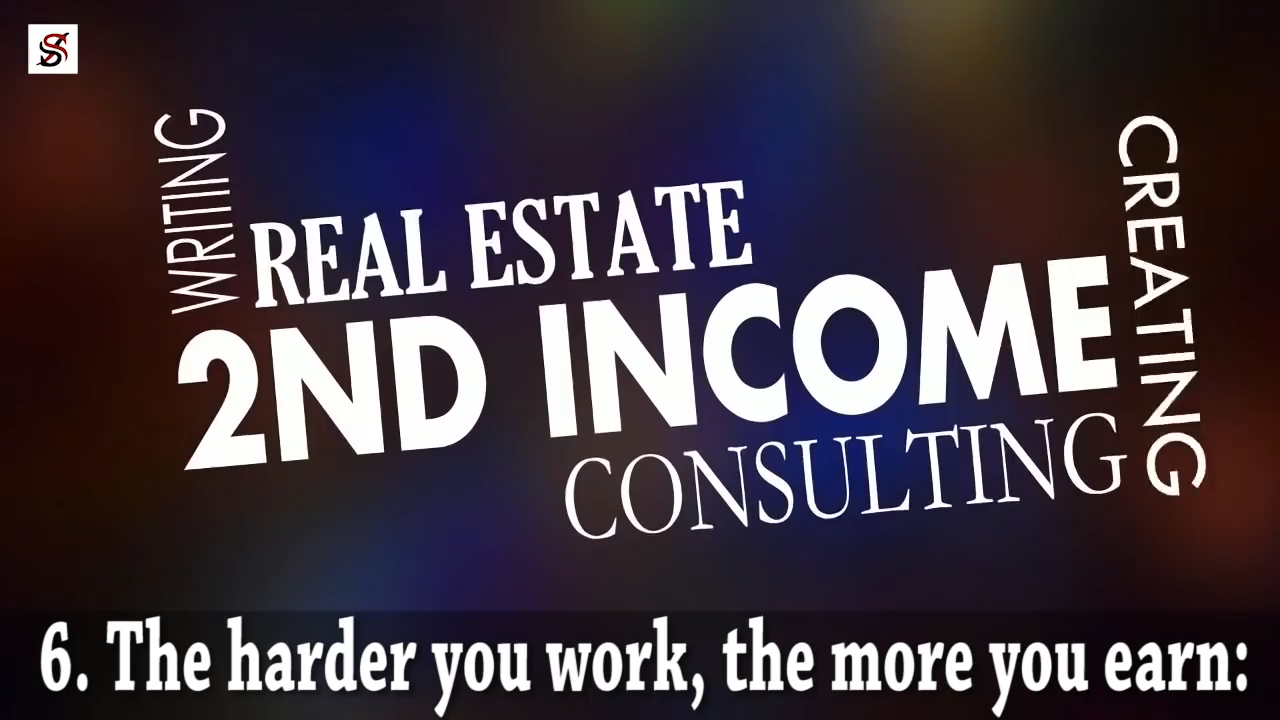 WRITING
REAL ESTATE
2ND INCOME
CONSULTING
CREATING
6. The harder you work, the more you earn: